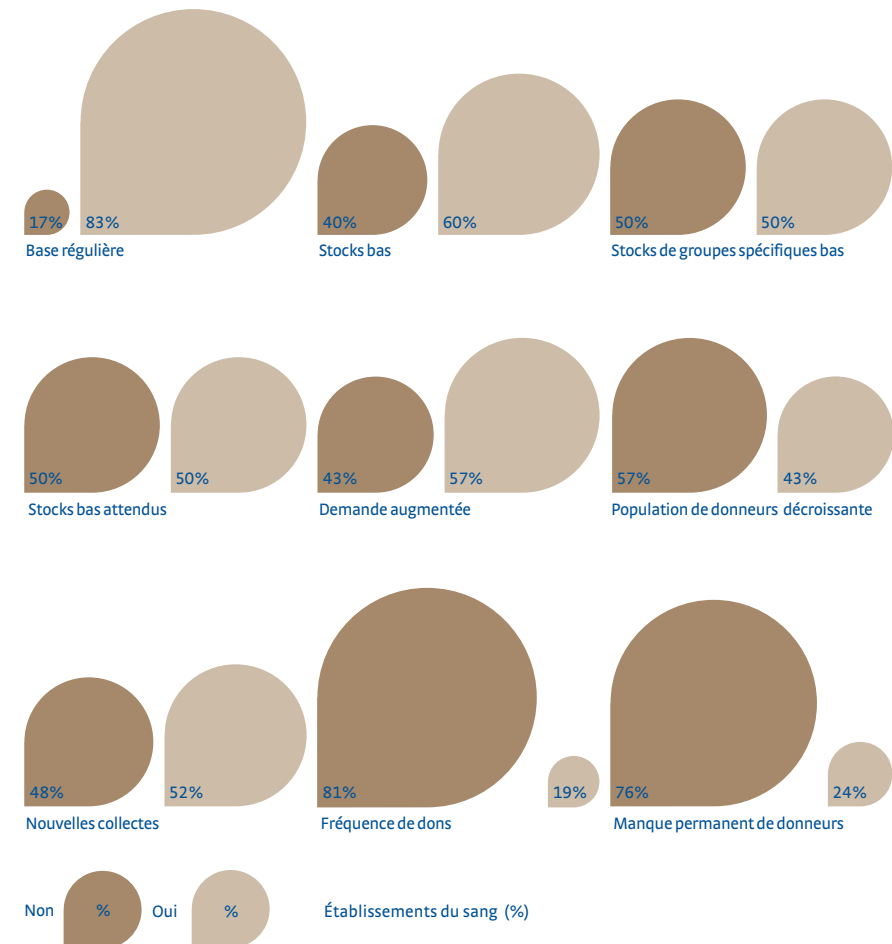 17% 83% 40% 60% 50% 50%
Base régulière Stocks bas Stocks de groupes spécifiques bas
50% 50% 43% 57% 57% 43%
Stocks bas attendus Demande augmentée Population de donneurs décroissante
48% 52% 81% 19% 76% 24%
Nouvelles collectes Fréquence de dons Manque permanent de donneurs
Non % Oui % Établissements du sang (%)